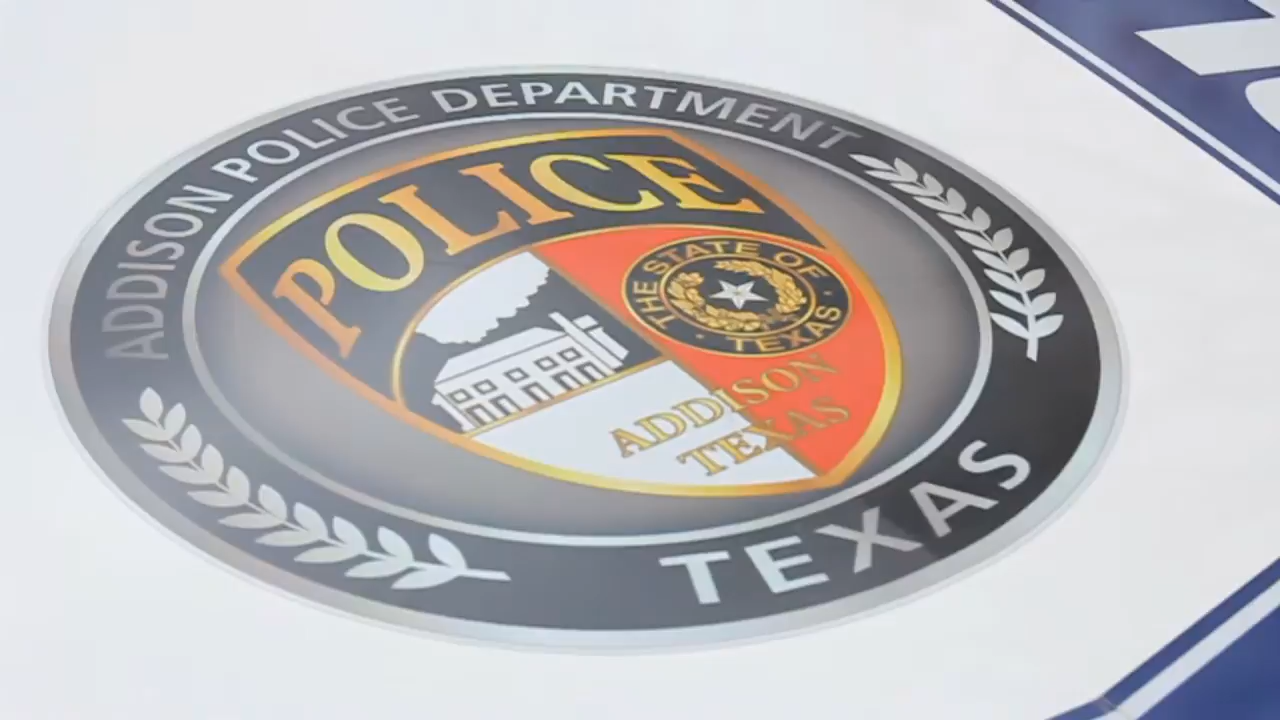 ADDISON POLICE DEPARTMENT
POLICE
THE STATE OF
TEXAS
ADDISON
TEXAS
TEXAS